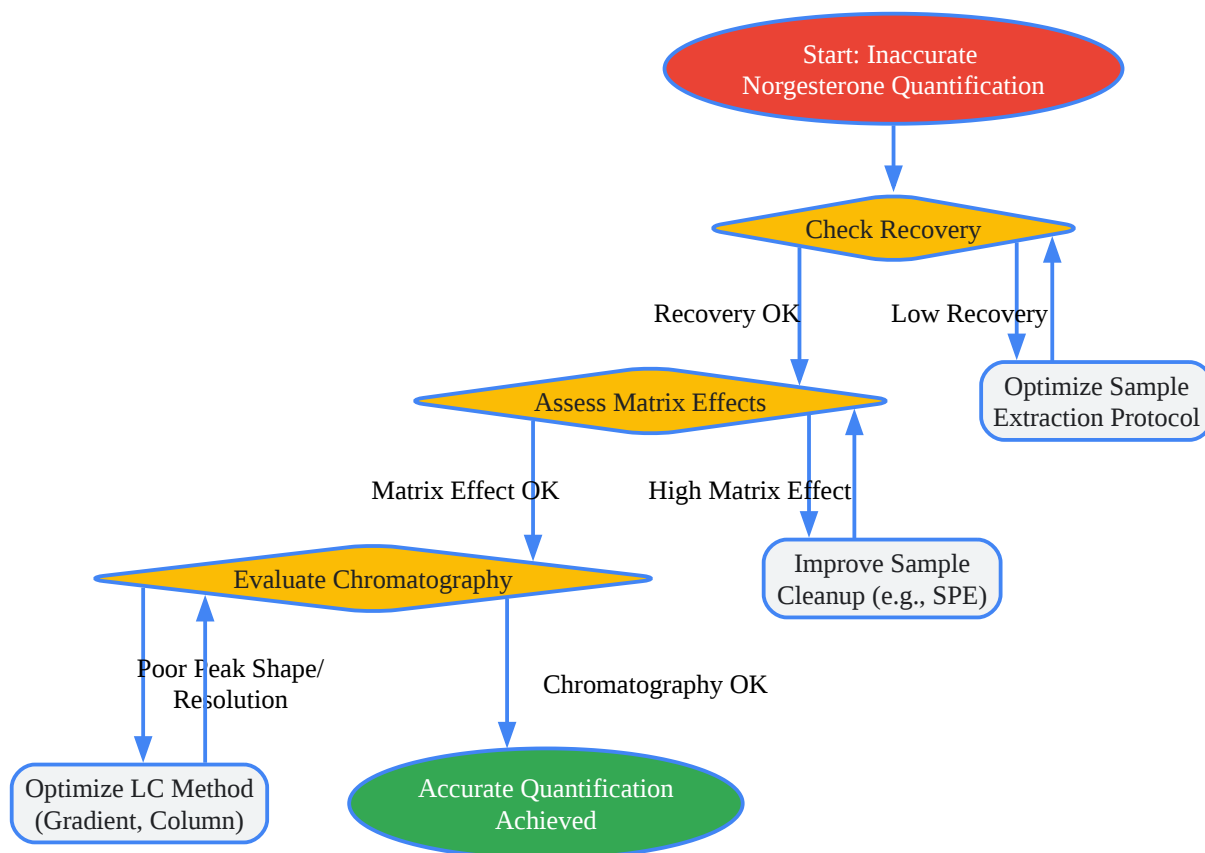 Start: Inaccurate
Norgesterone Quantification
Check Recovery
Recovery OK
Low Recovery
Optimize Sample
Extraction Protocol
Assess Matrix Effects
Matrix Effect OK
High Matrix Effect
Improve Sample
Cleanup (e.g., SPE)
Evaluate Chromatography
Poor Peak Shape/
Resolution
Chromatography OK
Optimize LC Method
(Gradient, Column)
Accurate Quantification
Achieved